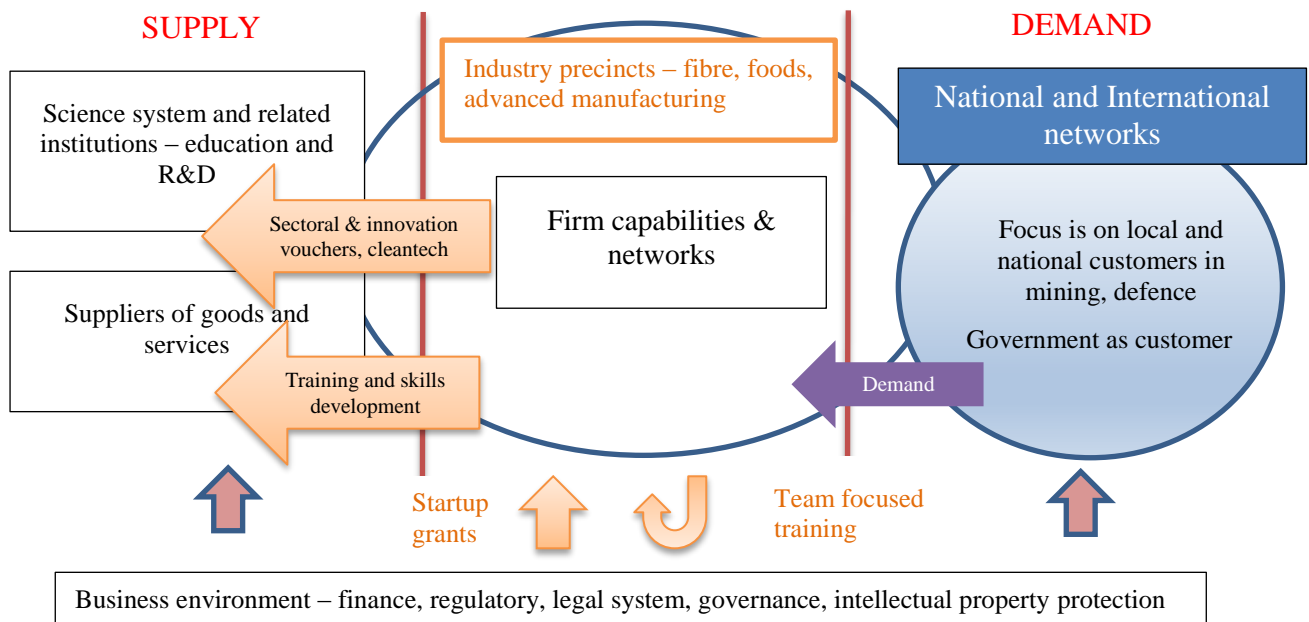 SUPPLY
DEMAND
Industry precincts – fibre, foods,
advanced manufacturing
Science system and related
institutions – education and
R&D
National and International
networks
Sectoral & innovation
vouchers, cleantech
Firm capabilities &
networks
Focus is on local and
national customers in
mining, defence
Government as customer
Suppliers of goods and
services
Training and skills
development
Demand
Startup
grants
Team focused
training
Business environment – finance, regulatory, legal system, governance, intellectual property protection